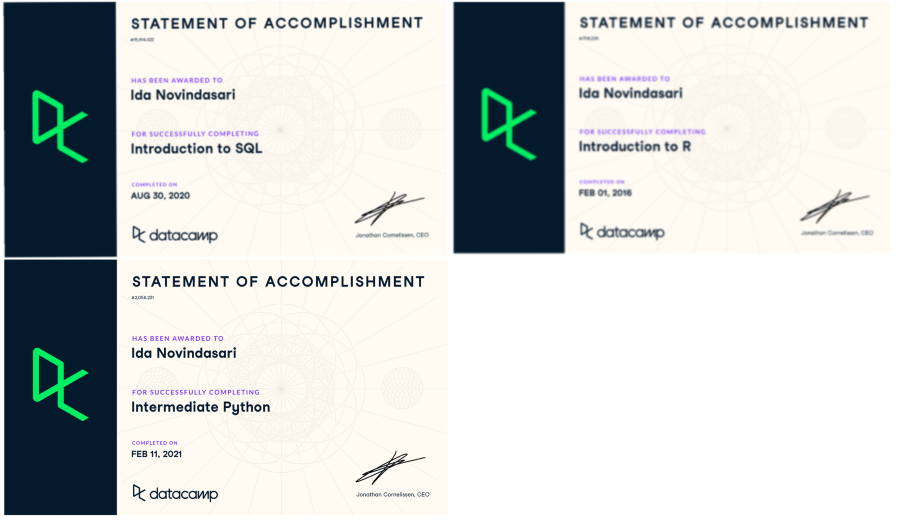 STATEMENT OF ACCOMPLISHMENT
HAS BEEN AWARDED TO
Ida Novindasari
FOR SUCCESSFULLY COMPLETING
Introduction to SQL
COMPLETED ON
AUG 30, 2020
datacamp
Jonathan Cornelissen, CEO
STATEMENT OF ACCOMPLISHMENT
HAS BEEN AWARDED TO
Ida Novindasari
FOR SUCCESSFULLY COMPLETING
Introduction to R
COMPLETED ON
FEB 01, 2016
datacamp
Jonathan Cornelissen, CEO
STATEMENT OF ACCOMPLISHMENT
#2,058,231
HAS BEEN AWARDED TO
Ida Novindasari
FOR SUCCESSFULLY COMPLETING
Intermediate Python
COMPLETED ON
FEB 11, 2021
datacamp
Jonathan Cornelissen, CEO